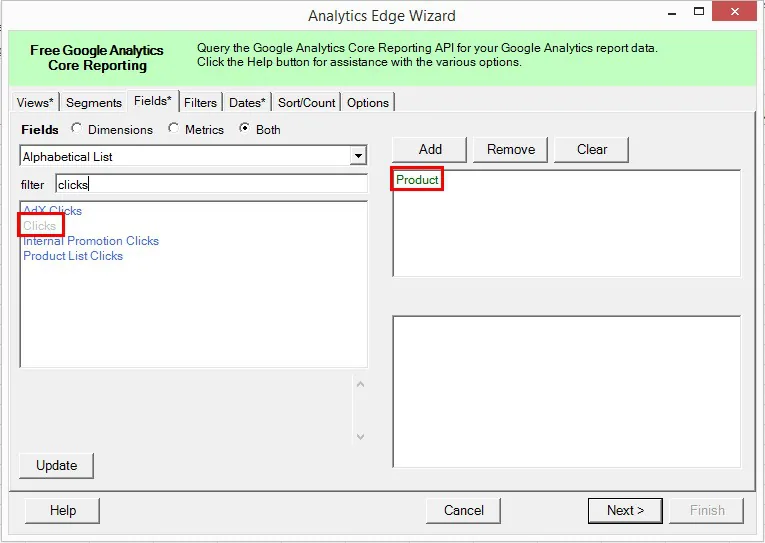 Analytics Edge Wizard
Free Google Analytics
Core Reporting
Query the Google Analytics Core Reporting API for your Google Analytics report data.
Click the Help button for assistance with the various options.
Views* Segments Fields* Filters Dates* Sort/Count Options
Fields Dimensions Metrics Both
Alphabetical List
filter clicks
AdX Clicks
Clicks
Internal Promotion Clicks
Product List Clicks
Update
Add Remove Clear
Product
Help Cancel Next > Finish